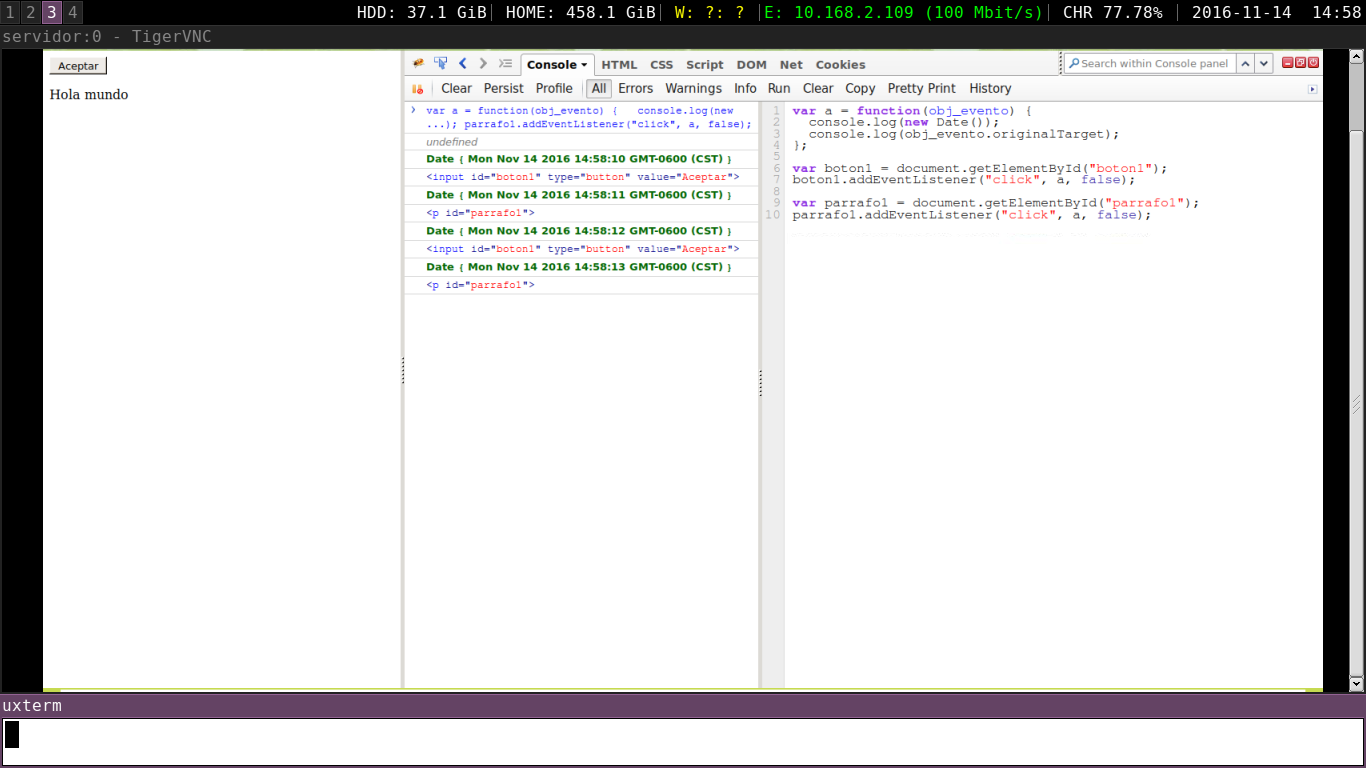 1 2 3 4 HDD: 37.1 GiB| HOME: 458.1 GiB| W: ?: ? |E: 10.168.2.109 (100 Mbit/s)| CHR 77.78% | 2016-11-14 14:58
servidor:0 - TigerVNC
Aceptar
Hola mundo
Console HTML CSS Script DOM Net Cookies
Search within Console panel
Clear Persist Profile All Errors Warnings Info Run Clear Copy Pretty Print History
var a = function(obj_evento) { console.log(new
...); parrafo1.addEventListener("click", a, false);
undefined
Date { Mon Nov 14 2016 14:58:10 GMT-0600 (CST) }
<input id="boton1" type="button" value="Aceptar">
Date { Mon Nov 14 2016 14:58:11 GMT-0600 (CST) }
<p id="parrafo1">
Date { Mon Nov 14 2016 14:58:12 GMT-0600 (CST) }
<input id="boton1" type="button" value="Aceptar">
Date { Mon Nov 14 2016 14:58:13 GMT-0600 (CST) }
<p id="parrafo1">
1 var a = function(obj_evento) {
2 console.log(new Date());
3 console.log(obj_evento.originalTarget);
4 };
5
6 var boton1 = document.getElementById("boton1");
7 boton1.addEventListener("click", a, false);
8
9 var parrafo1 = document.getElementById("parrafo1");
10 parrafo1.addEventListener("click", a, false);
uxterm